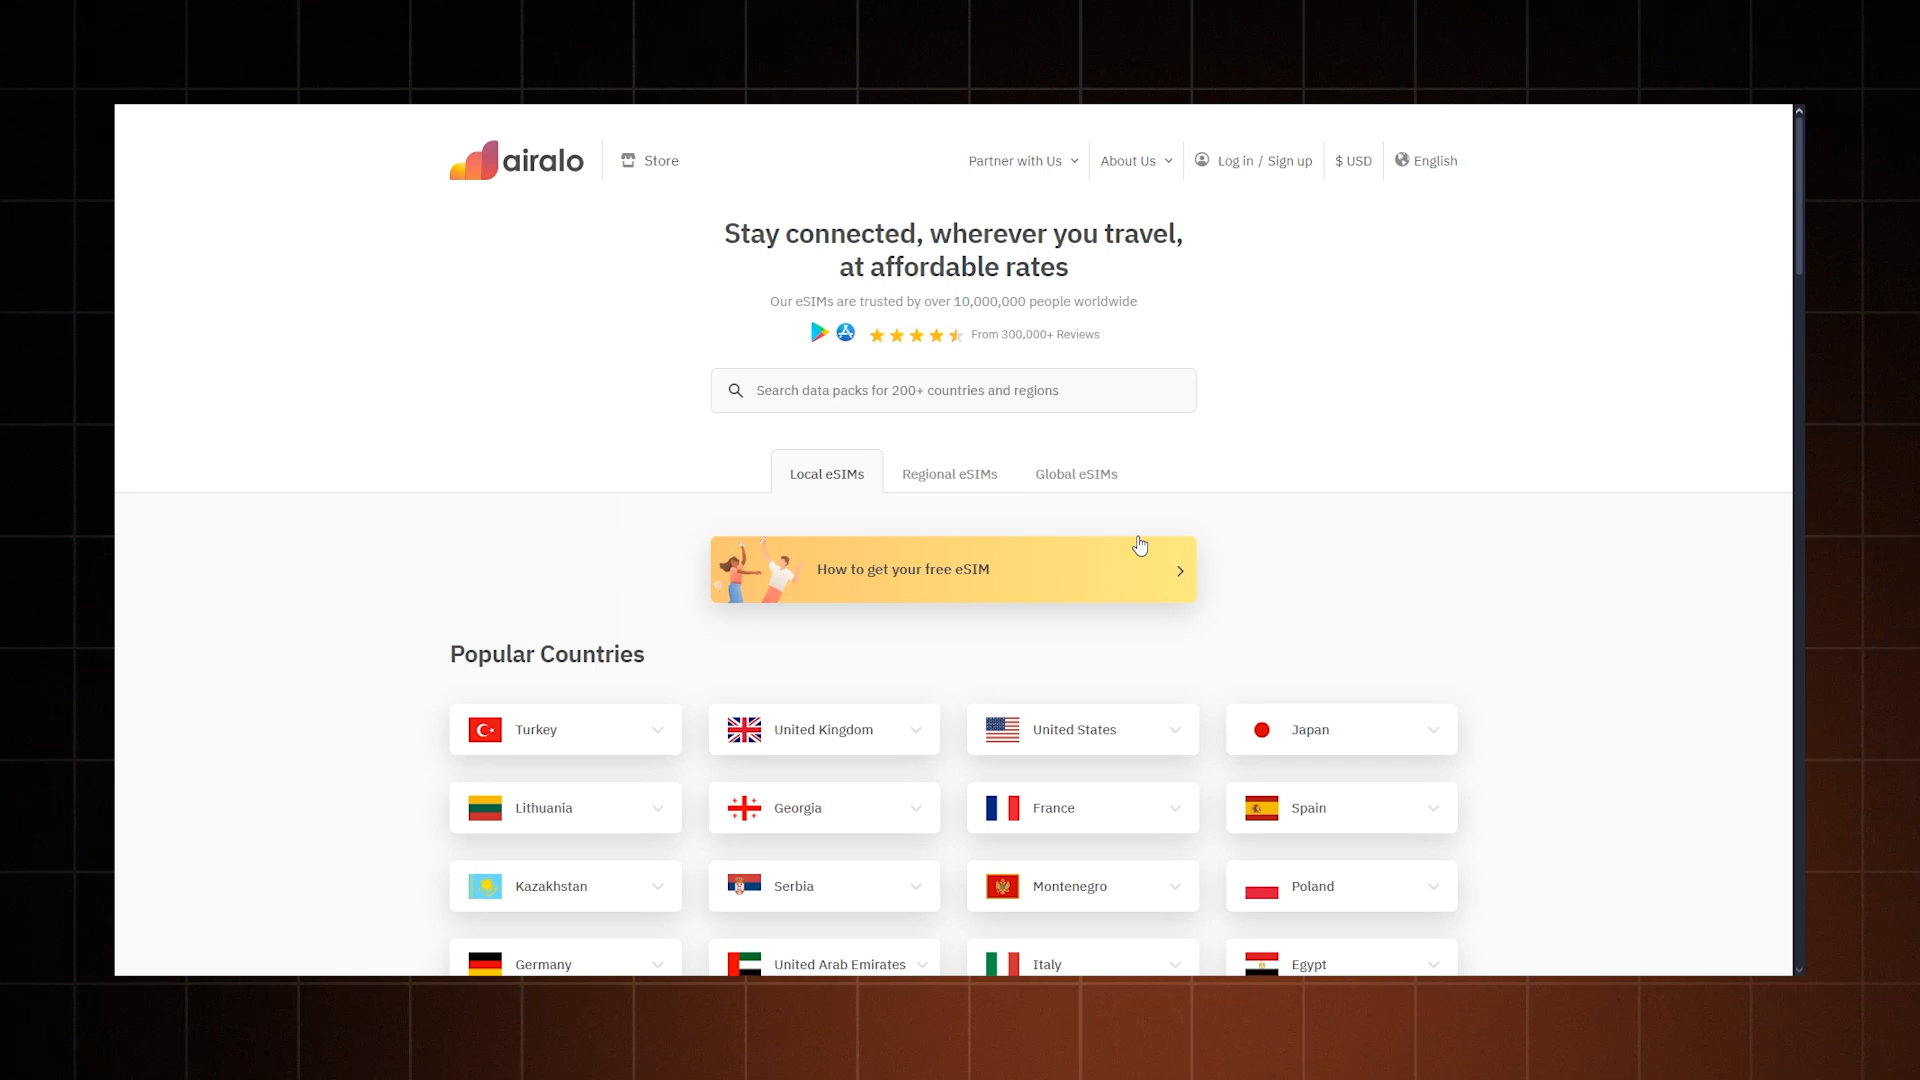 airalo
Store
Partner with Us
About Us
Log in / Sign up
$ USD
English
Stay connected, wherever you travel,
at affordable rates
Our eSIMs are trusted by over 10,000,000 people worldwide
From 300,000+ Reviews
Search data packs for 200+ countries and regions
Local eSIMs
Regional eSIMs
Global eSIMs
How to get your free eSIM
Popular Countries
Turkey
United Kingdom
United States
Japan
Lithuania
Georgia
France
Spain
Kazakhstan
Serbia
Montenegro
Poland
Germany
United Arab Emirates
Italy
Egypt